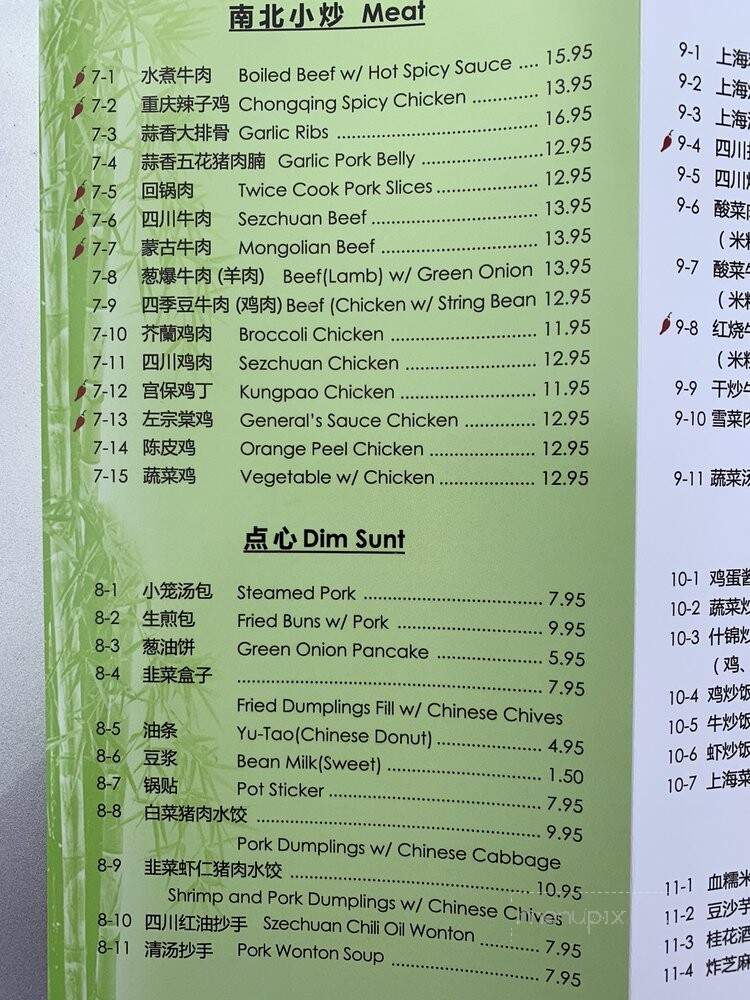 南北小炒 Meat
7-1 水煮牛肉 Boiled Beef w/ Hot Spicy Sauce .... 15.95
7-2 重庆辣子鸡 Chongqing Spicy Chicken ............ 13.95
7-3 蒜香大排骨 Garlic Ribs .................................... 16.95
7-4 蒜香五花猪肉腩 Garlic Pork Belly .....................12.95
7-5 回锅肉 Twice Cook Pork Slices................... 12.95
7-6 四川牛肉 Sezchuan Beef .............................. 13.95
7-7 蒙古牛肉 Mongolian Beef ............................ 13.95
7-8 葱爆牛肉 (羊肉) Beef(Lamb) w/ Green Onion 13.95
7-9 四季豆牛肉 (鸡肉) Beef (Chicken w/ String Bean 12.95
7-10 芥蘭鸡肉 Broccoli Chicken ........................... 11.95
7-11 四川鸡肉 Sezchuan Chicken ........................ 12.95
7-12 宫保鸡丁 Kungpao Chicken ......................... 11.95
7-13 左宗棠鸡 General's Sauce Chicken ............. 12.95
7-14 陈皮鸡 Orange Peel Chicken ................... 12.95
7-15 蔬菜鸡 Vegetable w/ Chicken ................. 12.95
点心 Dim Sunt
8-1 小笼汤包 Steamed Pork ................................ 7.95
8-2 生煎包 Fried Buns w/ Pork .......................... 9.95
8-3 葱油饼 Green Onion Pancake ................... 5.95
8-4 韭菜盒子 ....................................................... 7.95
Fried Dumplings Fill w/ Chinese Chives
8-5 油条 Yu-Tao(Chinese Donut) ................... 4.95
8-6 豆浆 Bean Milk(Sweet) ............................ 1.50
8-7 锅贴 Pot Sticker ....................................... 7.95
8-8 白菜猪肉水饺 .................................................. 9.95
Pork Dumplings w/ Chinese Cabbage
8-9 韭菜虾仁猪肉水饺 ........................................... 10.95
Shrimp and Pork Dumplings w/ Chinese Chives
8-10 四川红油抄手 Szechuan Chili Oil Wonton ............ 7.95
8-11 清汤抄手 Pork Wonton Soup ........................... 7.95
9-1 上海
9-2 上海
9-3 上海
9-4 四川
9-5 四川
9-6 酸菜
(米
9-7 酸菜
(米
9-8 红烧
(米
9-9 干炒
9-10 雪菜
9-11 蔬菜
10-1 鸡蛋
10-2 蔬菜
10-3 什锦
(鸡、
10-4 鸡炒饭
10-5 牛炒饭
10-6 虾炒饭
10-7 上海菜
11-1 血糯米
11-2 豆沙
11-3 桂花酒
11-4 炸芝麻